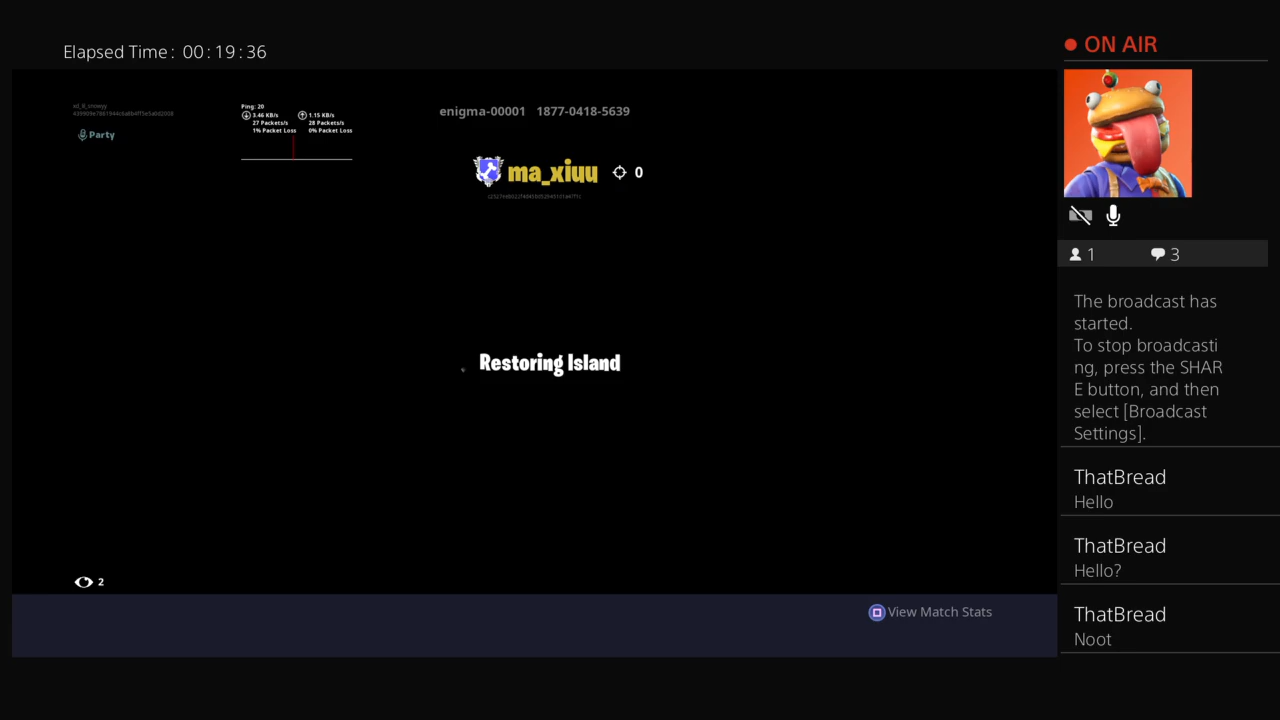 Elapsed Time: 00:19:36
ON AIR
Ping: 20
3.46 KB/s 1.15 KB/s
27 Packets/s 28 Packets/s
1% Packet Loss 0% Packet Loss
Party
enigma-00001 1877-0418-5639
ma_xiuu 0
Restoring Island
2
View Match Stats
1 3
The broadcast has
started.
To stop broadcasti
ng, press the SHAR
E button, and then
select [Broadcast
Settings].
ThatBread
Hello
ThatBread
Hello?
ThatBread
Noot